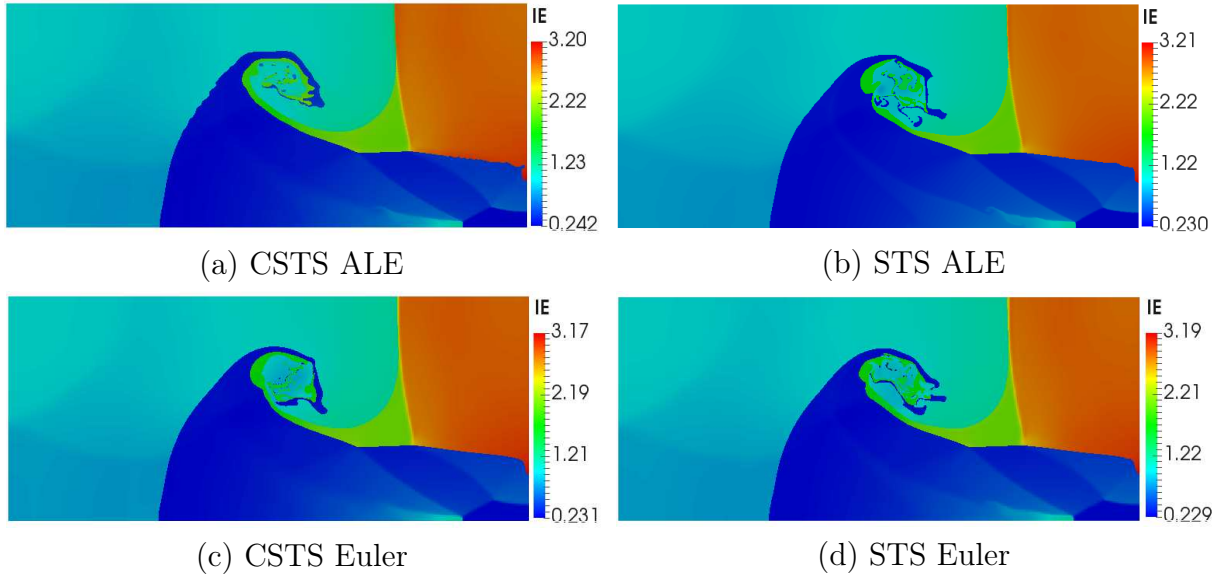 IE
3.20
2.22
1.23
0.242
(a) CSTS ALE
IE
3.21
2.22
1.22
0.230
(b) STS ALE
IE
3.17
2.19
1.21
0.231
(c) CSTS Euler
IE
3.19
2.21
1.22
0.229
(d) STS Euler